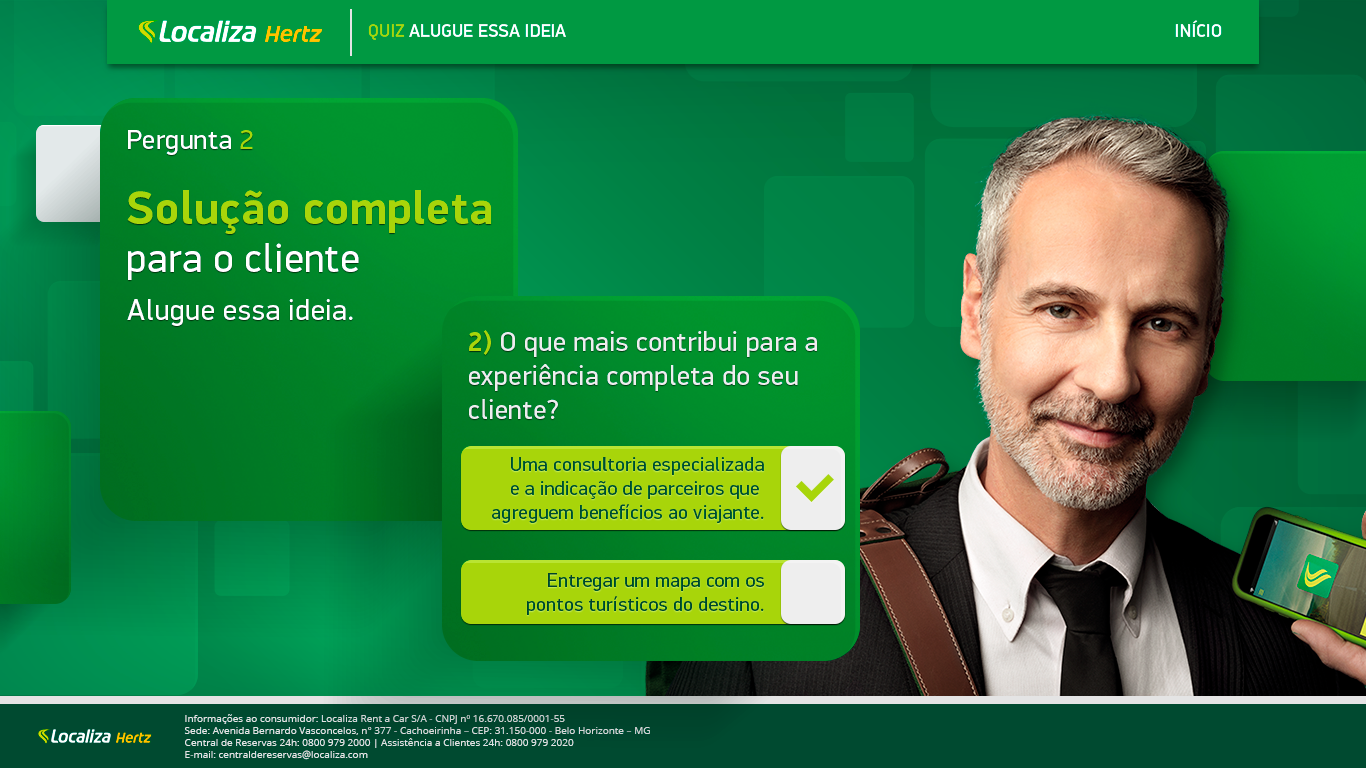 Localiza Hertz
QUIZ ALUGUE ESSA IDEIA
INÍCIO
Pergunta 2
Solução completa
para o cliente
Alugue essa ideia.
2) O que mais contribui para a
experiência completa do seu
cliente?
Uma consultoria especializada
e a indicação de parceiros que
agreguem benefícios ao viajante.
Entregar um mapa com os
pontos turísticos do destino.
Localiza Hertz
Informações ao consumidor: Localiza Rent a Car S/A - CNPJ nº 16.670.085/0001-55
Sede: Avenida Bernardo Vasconcelos, n° 377 - Cachoeirinha – CEP: 31.150-000 - Belo Horizonte – MG
Central de Reservas 24h: 0800 979 2000 | Assistência a Clientes 24h: 0800 979 2020
E-mail: centraldereservas@localiza.com